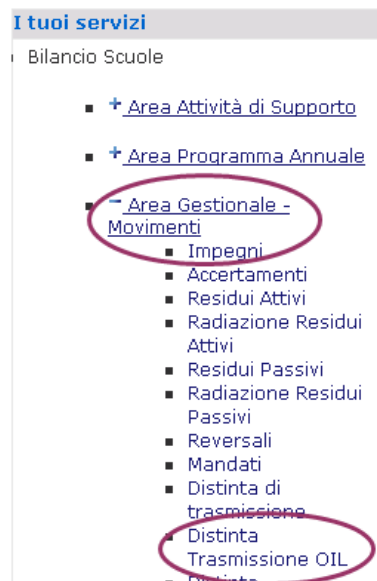 I tuoi servizi
Bilancio Scuole
+ Area Attività di Supporto
+ Area Programma Annuale
- Area Gestionale -
Movimenti
Impegni
Accertamenti
Residui Attivi
Radiazione Residui
Attivi
Residui Passivi
Radiazione Residui
Passivi
Reversali
Mandati
Distinta di
trasmissione
Distinta
Trasmissione OIL